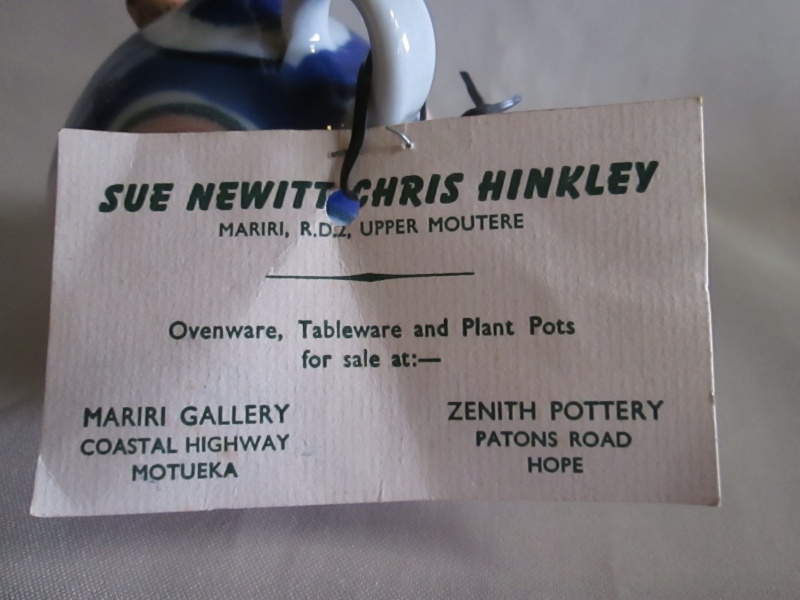 SUE NEWITT CHRIS HINKLEY
MARIRI, R.D.2, UPPER MOUTERE
Ovenware, Tableware and Plant Pots
for sale at:—
MARIRI GALLERY
COASTAL HIGHWAY
MOTUEKA
ZENITH POTTERY
PATONS ROAD
HOPE